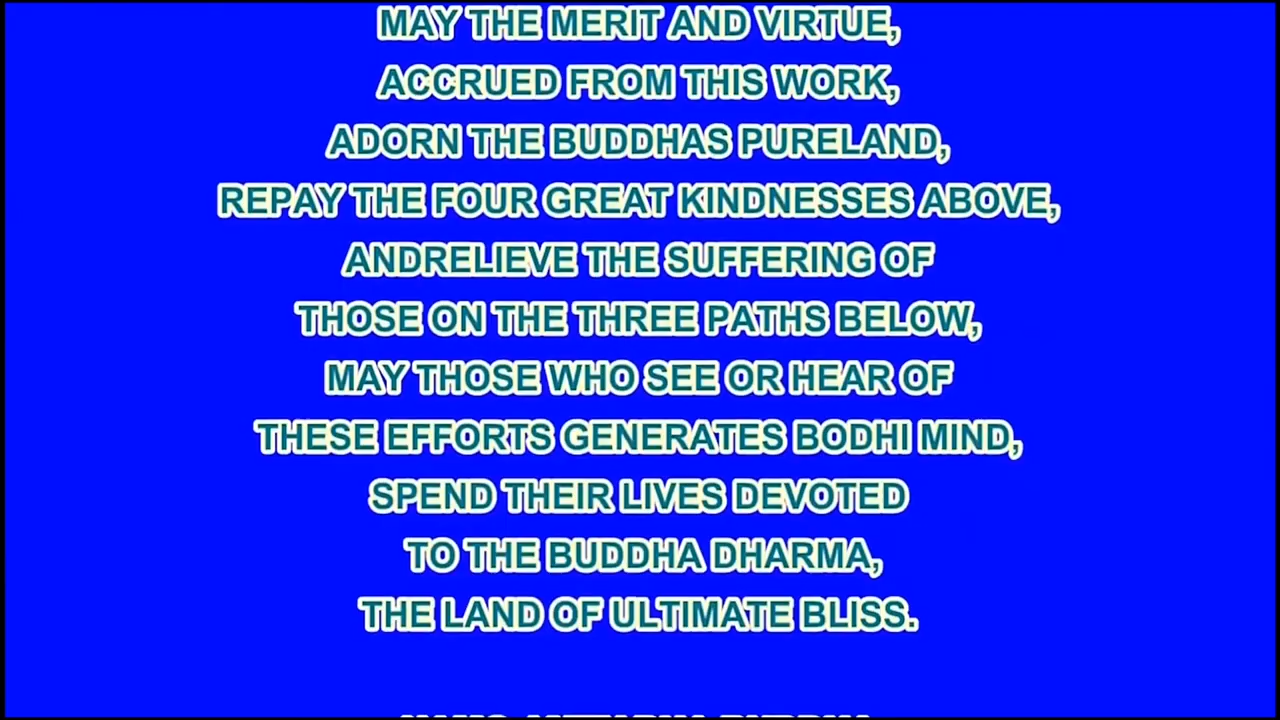 MAY THE MERIT AND VIRTUE,
ACCRUED FROM THIS WORK,
ADORN THE BUDDHAS PURELAND,
REPAY THE FOUR GREAT KINDNESSES ABOVE,
ANDRELIEVE THE SUFFERING OF
THOSE ON THE THREE PATHS BELOW,
MAY THOSE WHO SEE OR HEAR OF
THESE EFFORTS GENERATES BODHI MIND,
SPEND THEIR LIVES DEVOTED
TO THE BUDDHA DHARMA,
THE LAND OF ULTIMATE BLISS.